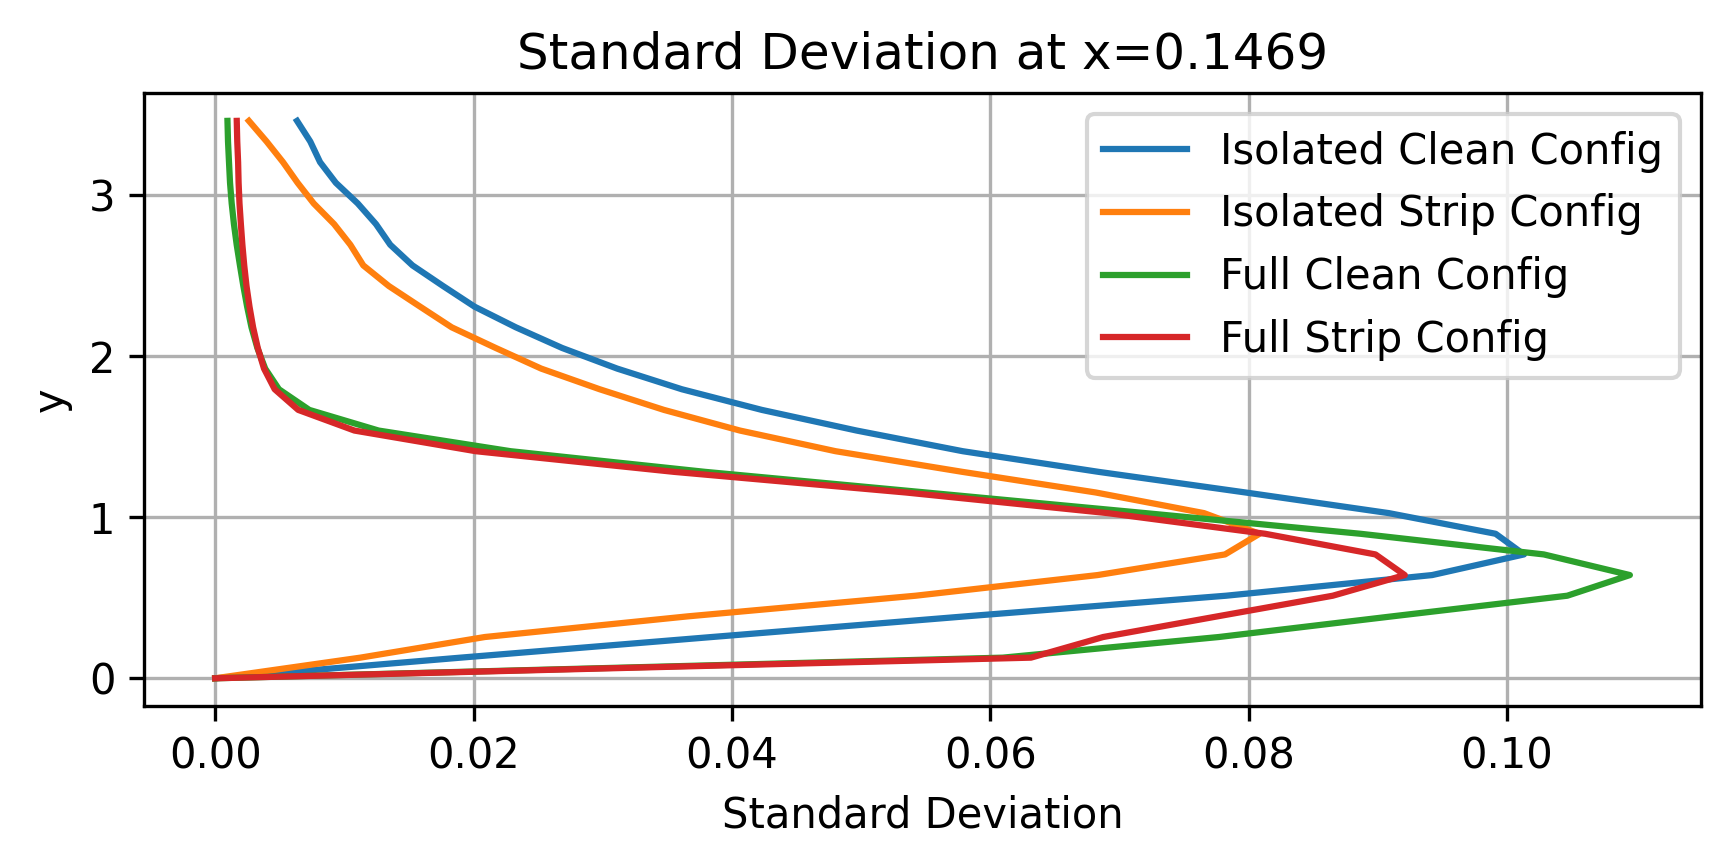 Standard Deviation at x=0.1469
Isolated Clean Config
Isolated Strip Config
Full Clean Config
Full Strip Config
3
2
1
0
y
0.00 0.02 0.04 0.06 0.08 0.10
Standard Deviation